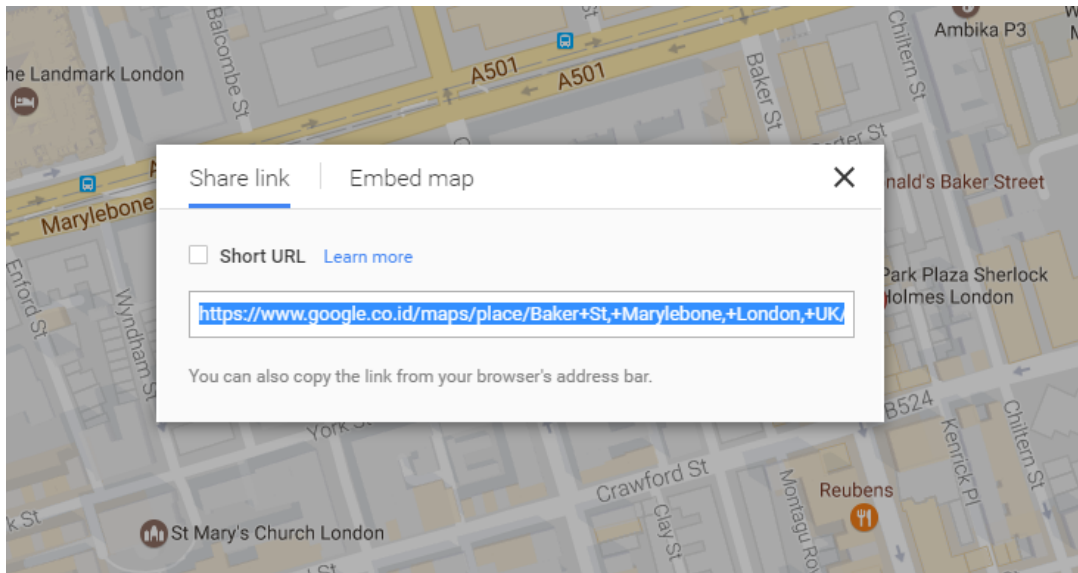 Balcombe St
St
Ambika P3
Chiltern St
he Landmark London
A501
A501
Baker St
Share link
Embed map
nald's Baker Street
Marylebone
Short URL Learn more
Park Plaza Sherlock
Holmes London
https://www.google.co.id/maps/place/Baker+St,+Marylebone,+London,+UK/
Enford St
Wyndham S
You can also copy the link from your browser's address bar.
B524
York
Chiltern St
Kenrick Pl
Crawford St
Reubens
Montagu Ro
Clay St
k St
St Mary's Church London